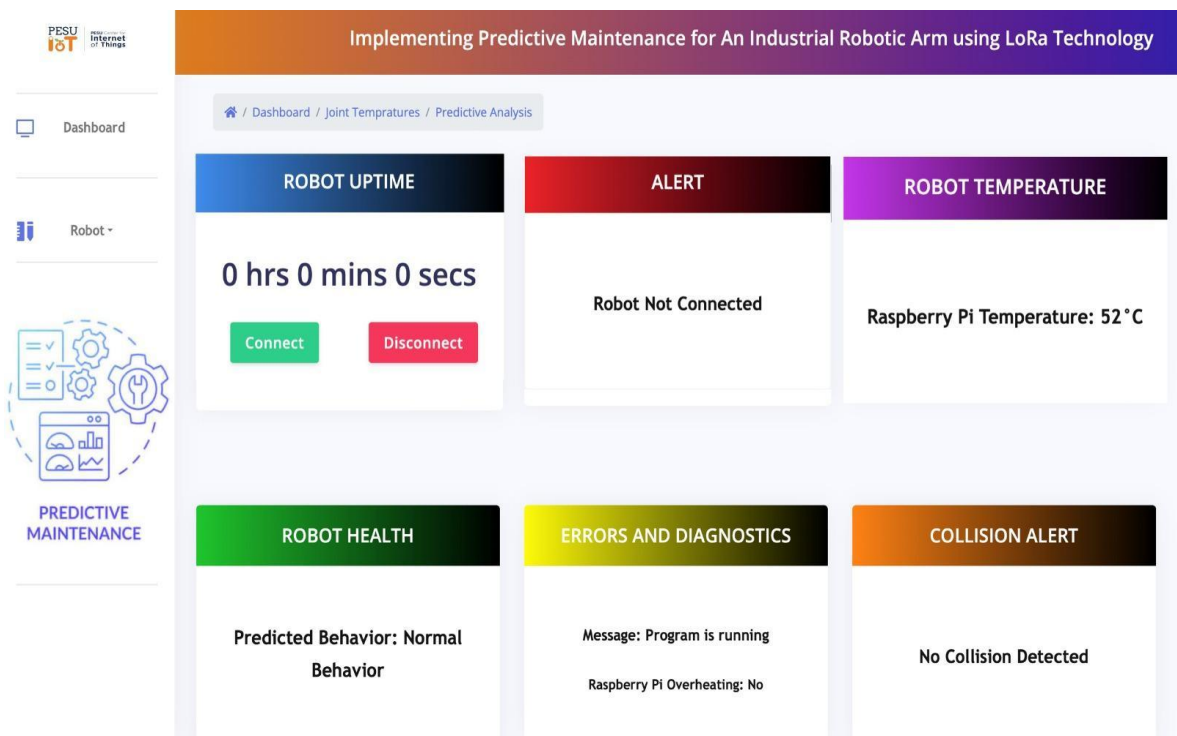 PESU
IoT
PESU Center for
Internet
of Things
Implementing Predictive Maintenance for An Industrial Robotic Arm using LoRa Technology
/ Dashboard / Joint Tempratures / Predictive Analysis
Dashboard
Robot
PREDICTIVE
MAINTENANCE
ROBOT UPTIME
0 hrs 0 mins 0 secs
Connect
Disconnect
ALERT
Robot Not Connected
ROBOT TEMPERATURE
Raspberry Pi Temperature: 52°C
ROBOT HEALTH
Predicted Behavior: Normal
Behavior
ERRORS AND DIAGNOSTICS
Message: Program is running
Raspberry Pi Overheating: No
COLLISION ALERT
No Collision Detected